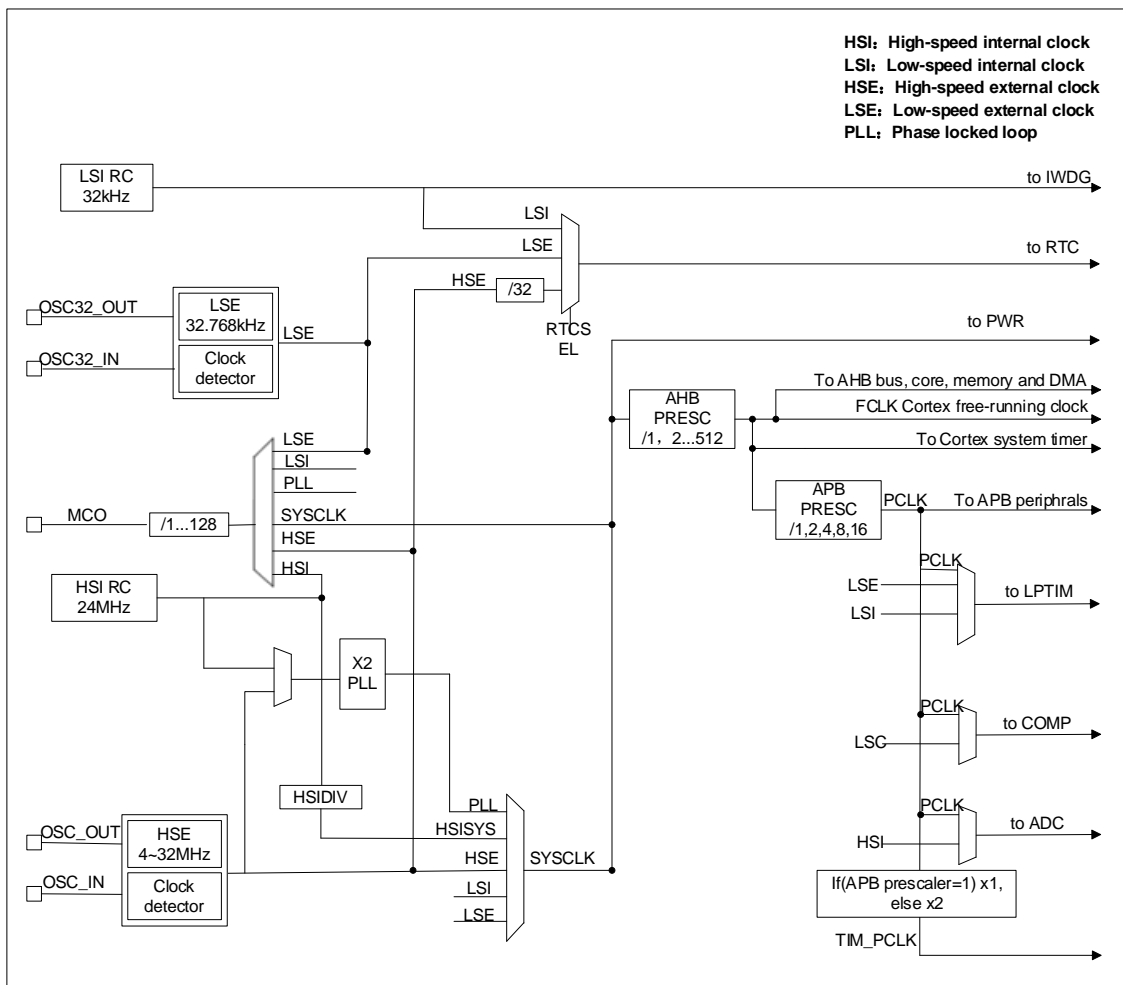 HSI：High-speed internal clock
LSI：Low-speed internal clock
HSE：High-speed external clock
LSE：Low-speed external clock
PLL：Phase locked loop
LSI RC
32kHz
to IWDG
LSI
LSE
to RTC
HSE
/32
RTCS
EL
OSC32_OUT
LSE
32.768kHz
LSE
OSC32_IN
Clock
detector
to PWR
To AHB bus, core, memory and DMA
AHB
PRESC
/1，2...512
FCLK Cortex free-running clock
To Cortex system timer
LSE
LSI
PLL
MCO
/1...128
SYSCLK
HSE
HSI
APB
PRESC
/1,2,4,8,16
PCLK
To APB periphrals
HSI RC
24MHz
PCLK
LSE
LSI
to LPTIM
X2
PLL
PCLK
LSC
to COMP
HSIDIV
PLL
HSISYS
HSE
LSI
LSE
SYSCLK
PCLK
HSI
to ADC
OSC_OUT
HSE
4~32MHz
OSC_IN
Clock
detector
If(APB prescaler=1) x1,
else x2
TIM_PCLK